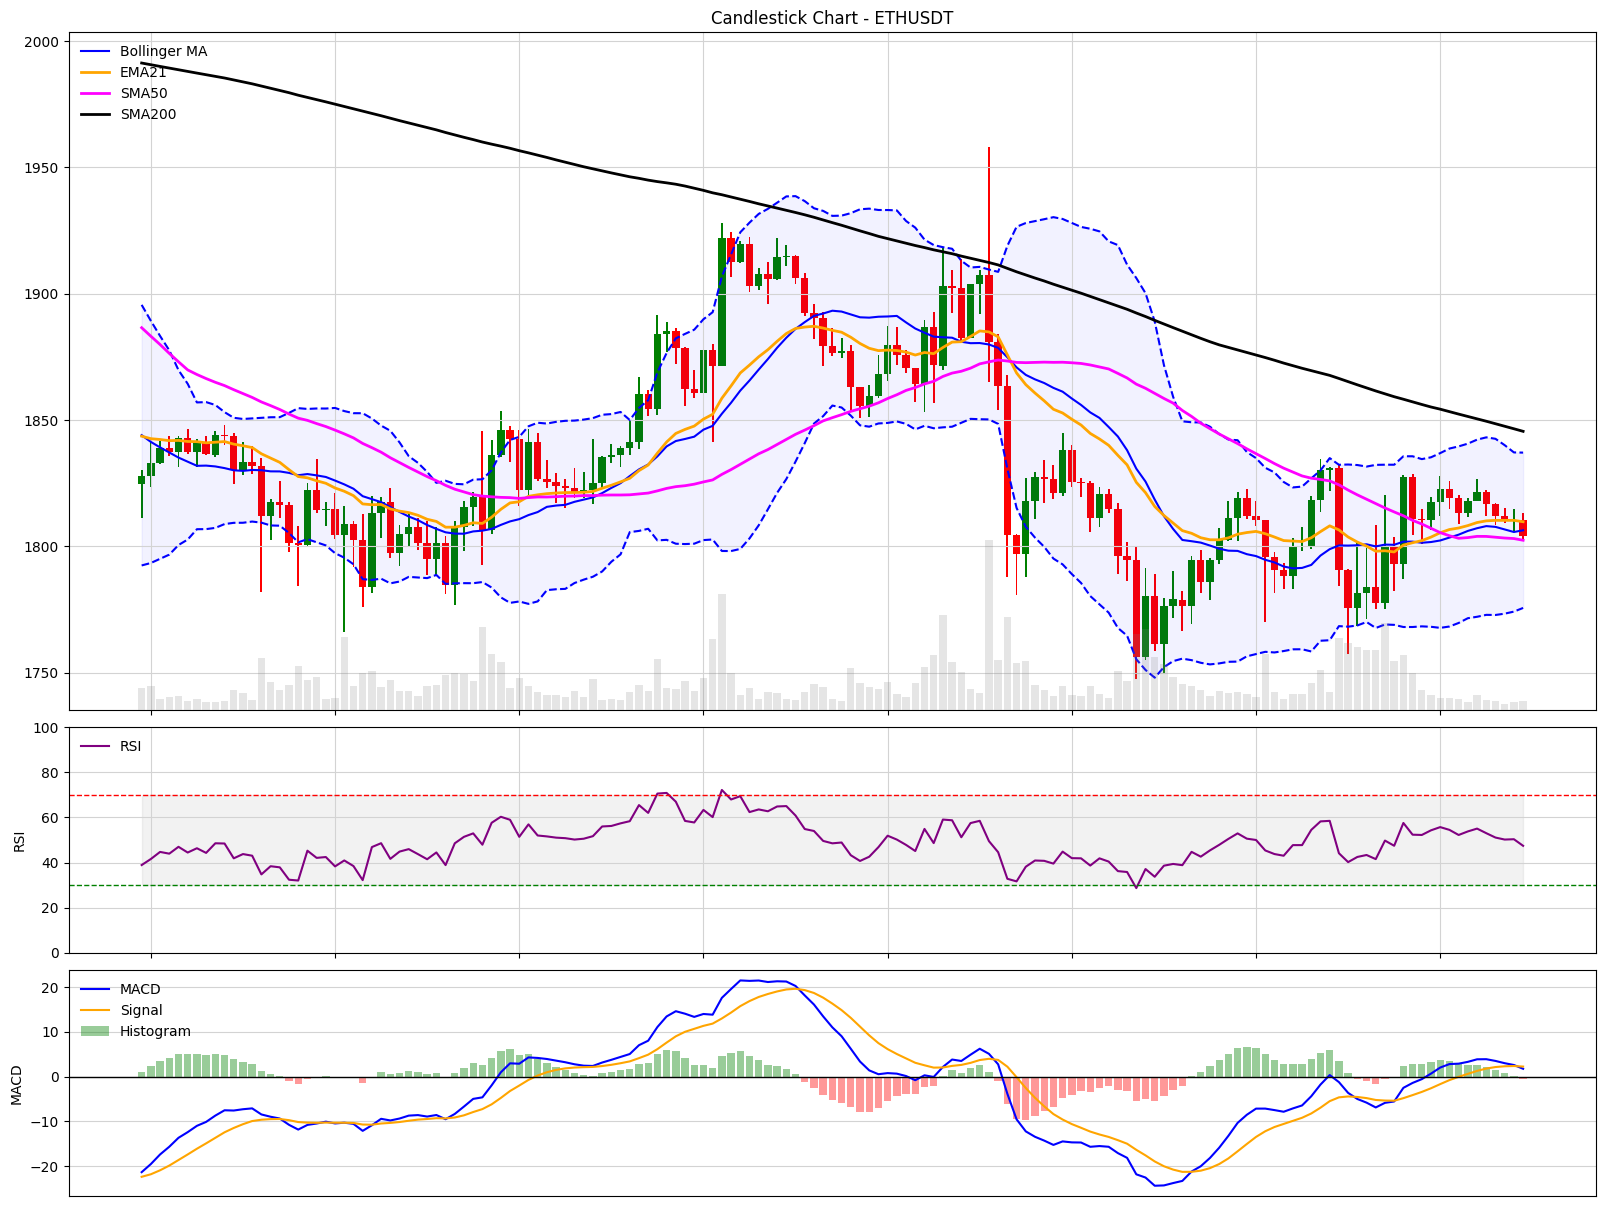 Candlestick Chart - ETHUSDT
2000
1950
1900
1850
1800
1750
Bollinger MA
EMA21
SMA50
SMA200
100
80
60
40
20
0
RSI
RSI
20
10
0
−10
−20
MACD
MACD
Signal
Histogram